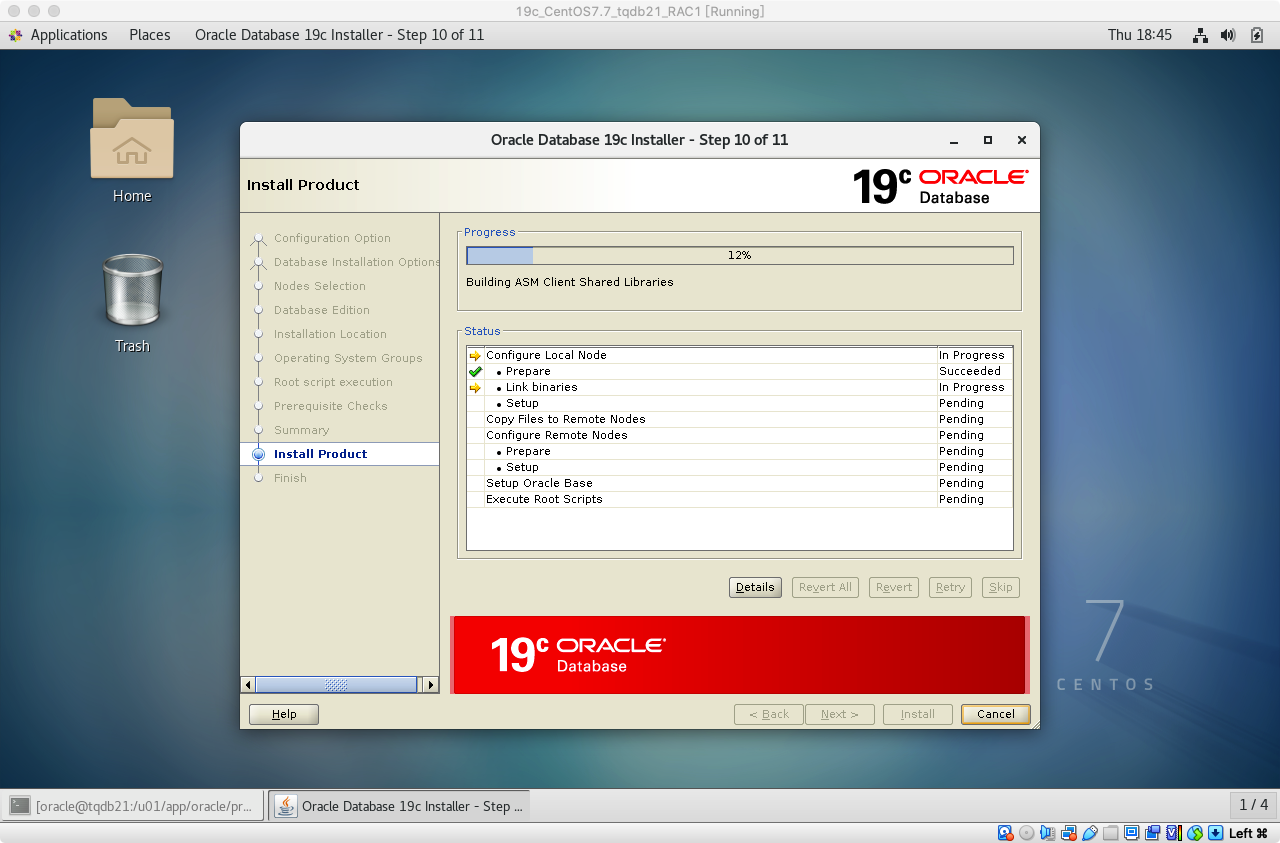 19c_CentOS7.7_tqdb21_RAC1 [Running]
Applications Places Oracle Database 19c Installer - Step 10 of 11 Thu 18:45
Home
Trash
Oracle Database 19c Installer - Step 10 of 11
Install Product
19c ORACLE®
Database
Configuration Option
Database Installation Options
Nodes Selection
Database Edition
Installation Location
Operating System Groups
Root script execution
Prerequisite Checks
Summary
Install Product
Finish
Progress
12%
Building ASM Client Shared Libraries
Status
Configure Local Node In Progress
• Prepare Succeeded
• Link binaries In Progress
• Setup Pending
Copy Files to Remote Nodes Pending
Configure Remote Nodes Pending
• Prepare Pending
• Setup Pending
Setup Oracle Base Pending
Execute Root Scripts Pending
Details Revert All Revert Retry Skip
19c ORACLE®
Database
Help < Back Next > Install Cancel
7
CENTOS
[oracle@tqdb21:/u01/app/oracle/pr... Oracle Database 19c Installer - Step ... 1 / 4
Left ⌘